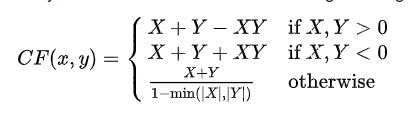 X + Y − XY if X, Y > 0
CF(x, y) = { X + Y + XY if X, Y < 0
X+Y / 1−min(|X|,|Y|) otherwise